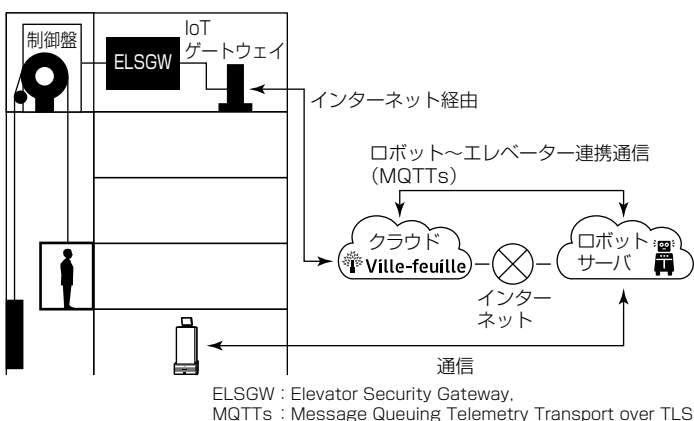 制御盤
ELSGW
IoT
ゲートウェイ
インターネット経由
ロボット～エレベーター連携通信
(MQTTs)
クラウド
Ville-feuille
インター
ネット
ロボット
サーバ
通信
ELSGW：Elevator Security Gateway,
MQTTs：Message Queuing Telemetry Transport over TLS